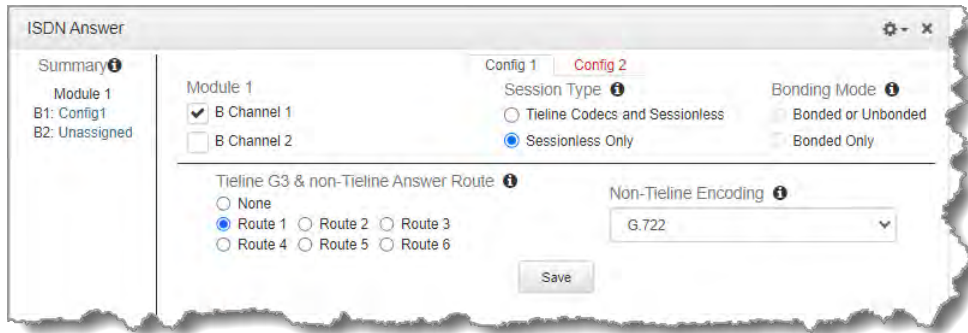 ISDN Answer
Summary
Module 1
B1: Config1
B2: Unassigned
Config 1 Config 2
Module 1
B Channel 1
B Channel 2
Session Type
Tieline Codecs and Sessionless
Sessionless Only
Bonding Mode
Bonded or Unbonded
Bonded Only
Tieline G3 & non-Tieline Answer Route
None
Route 1 Route 2 Route 3
Route 4 Route 5 Route 6
Non-Tieline Encoding
G.722
Save